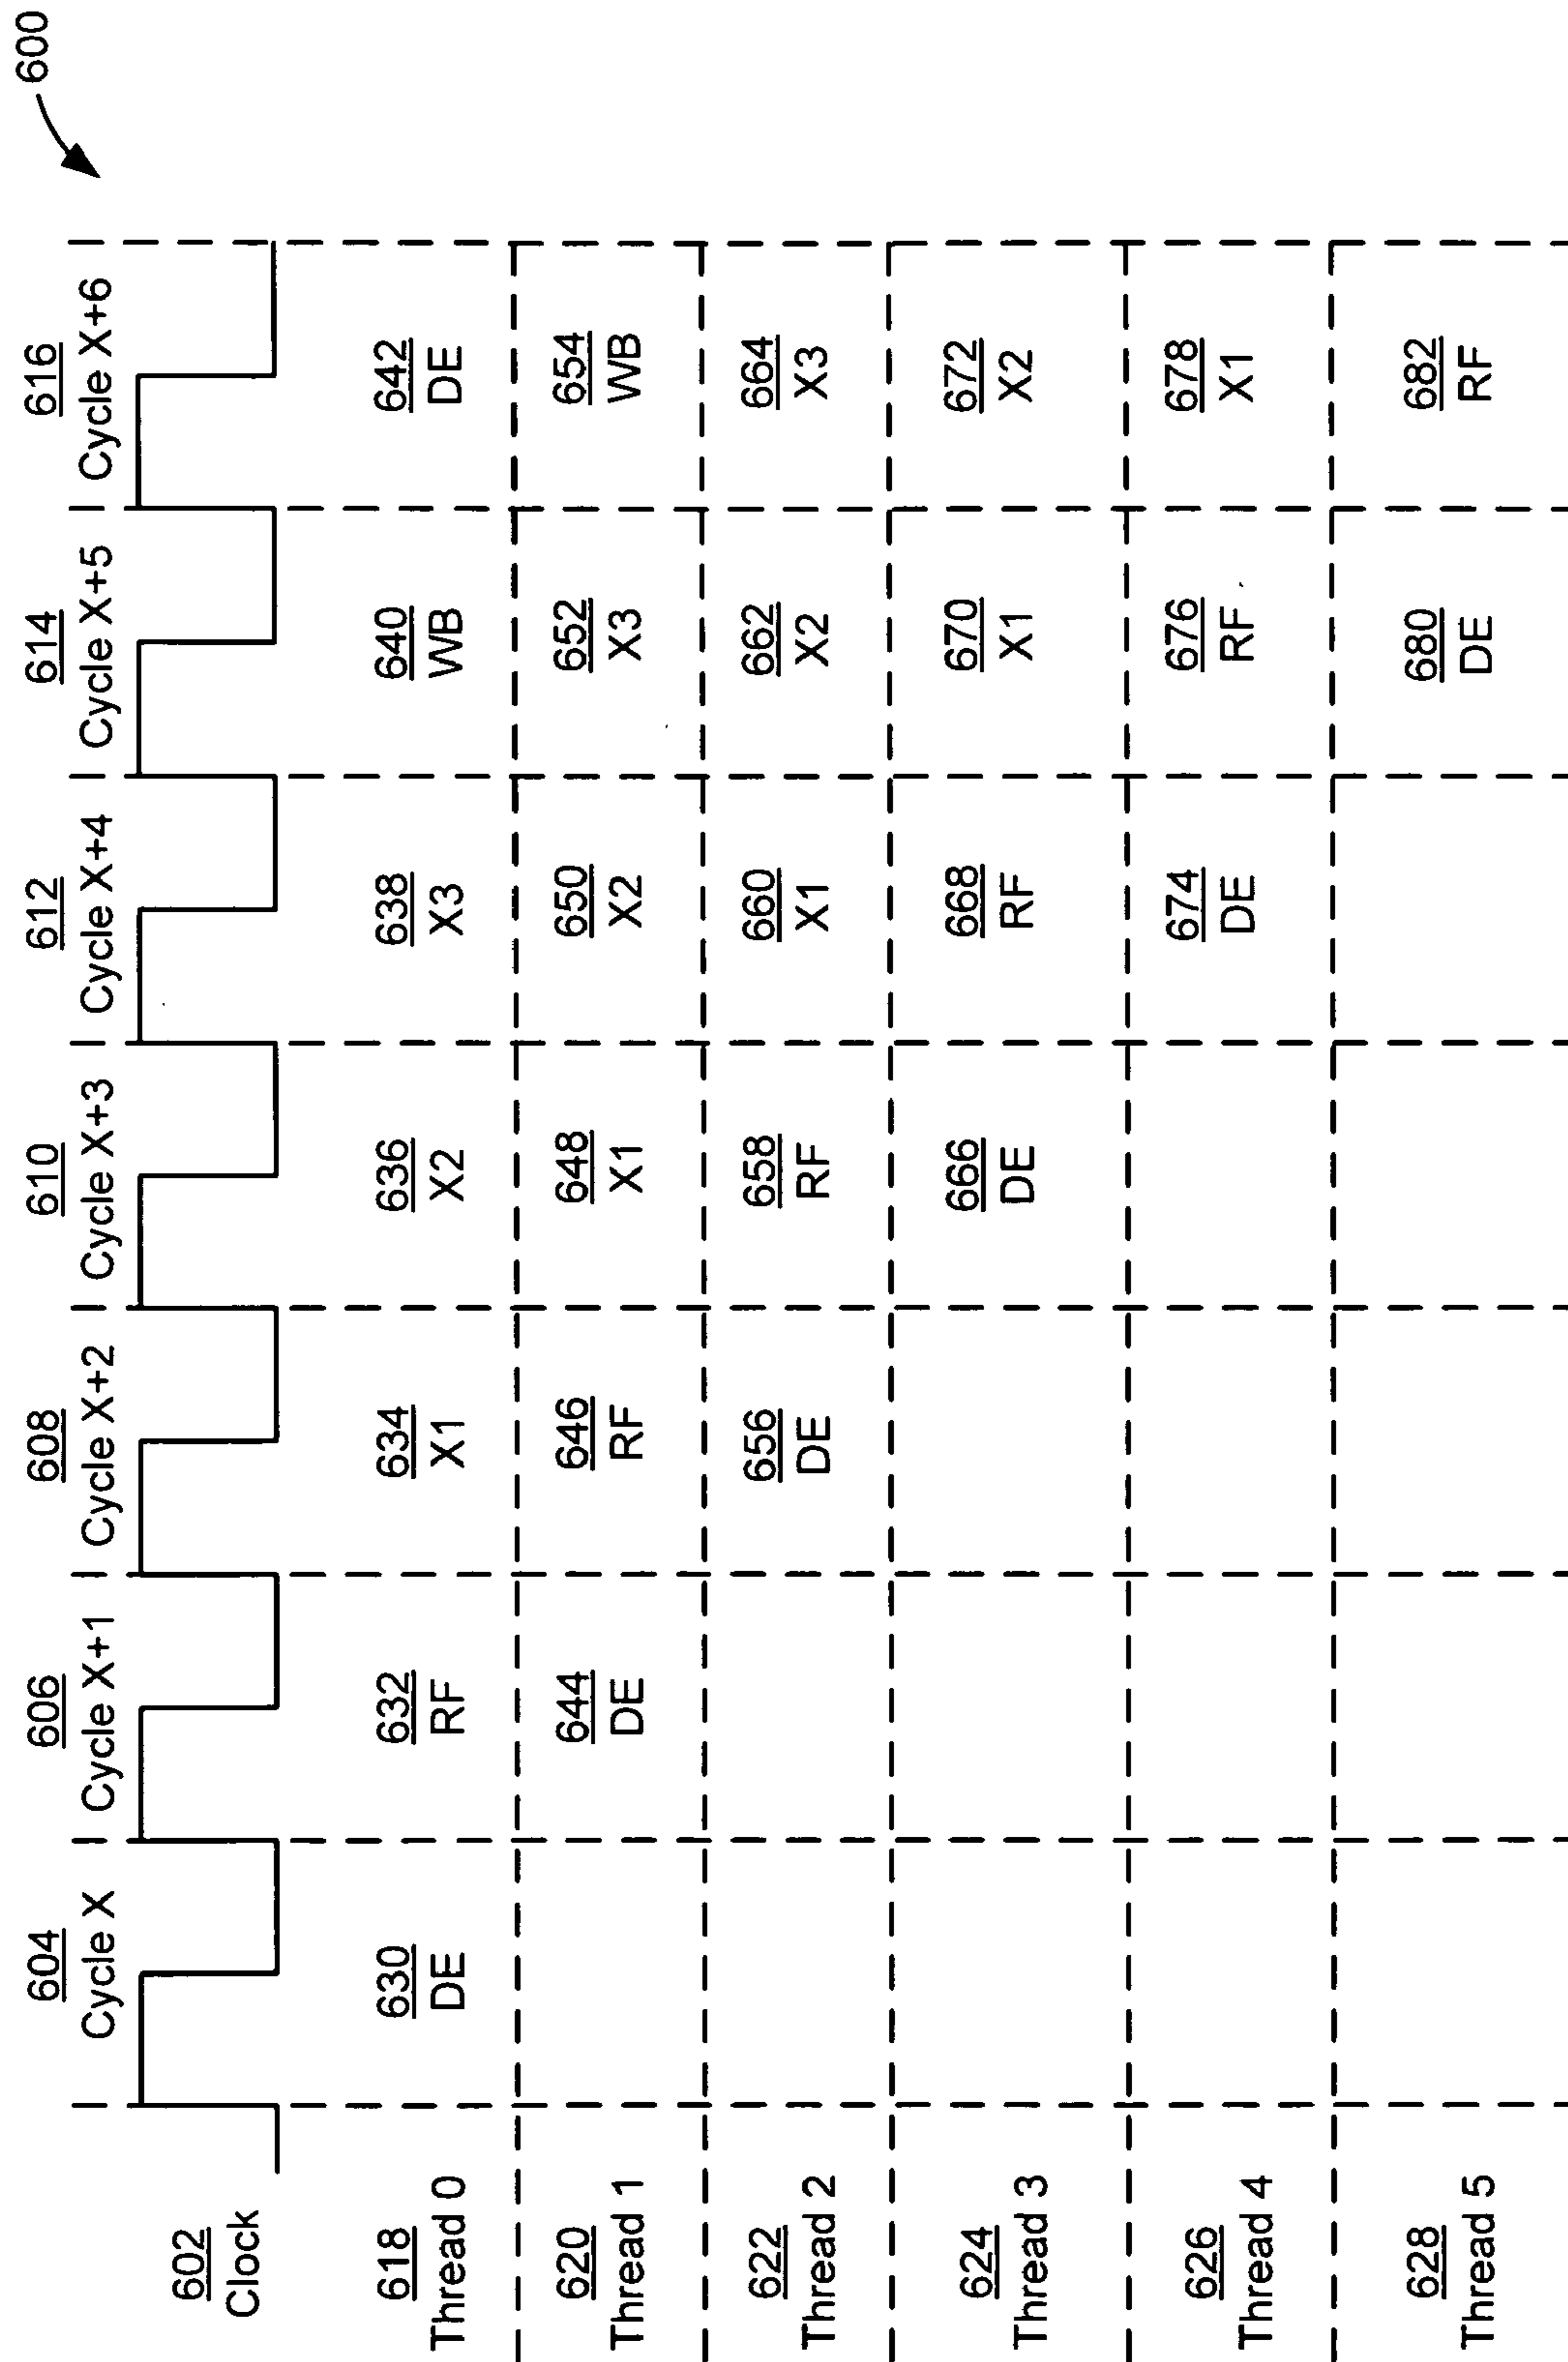 600
604 606 608 610 612 614 616
Cycle X Cycle X+1 Cycle X+2 Cycle X+3 Cycle X+4 Cycle X+5 Cycle X+6
602
Clock
618 630 632 634 636 638 640 642
Thread 0 DE RF X1 X2 X3 WB DE
620 644 646 648 650 652 654
Thread 1 DE RF X1 X2 X3 WB
622 656 658 660 662 664
Thread 2 DE RF X1 X2 X3
624 666 668 670 672
Thread 3 DE RF X1 X2
626 674 676 678
Thread 4 DE RF X1
628 680 682
Thread 5 DE RF